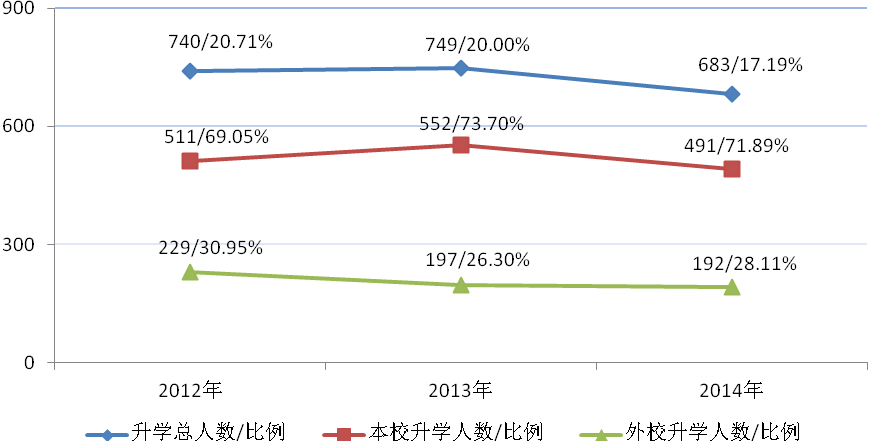 900
740/20.71%
749/20.00%
683/17.19%
600
511/69.05%
552/73.70%
491/71.89%
300
229/30.95%
197/26.30%
192/28.11%
0
2012年
2013年
2014年
升学总人数/比例
本校升学人数/比例
外校升学人数/比例